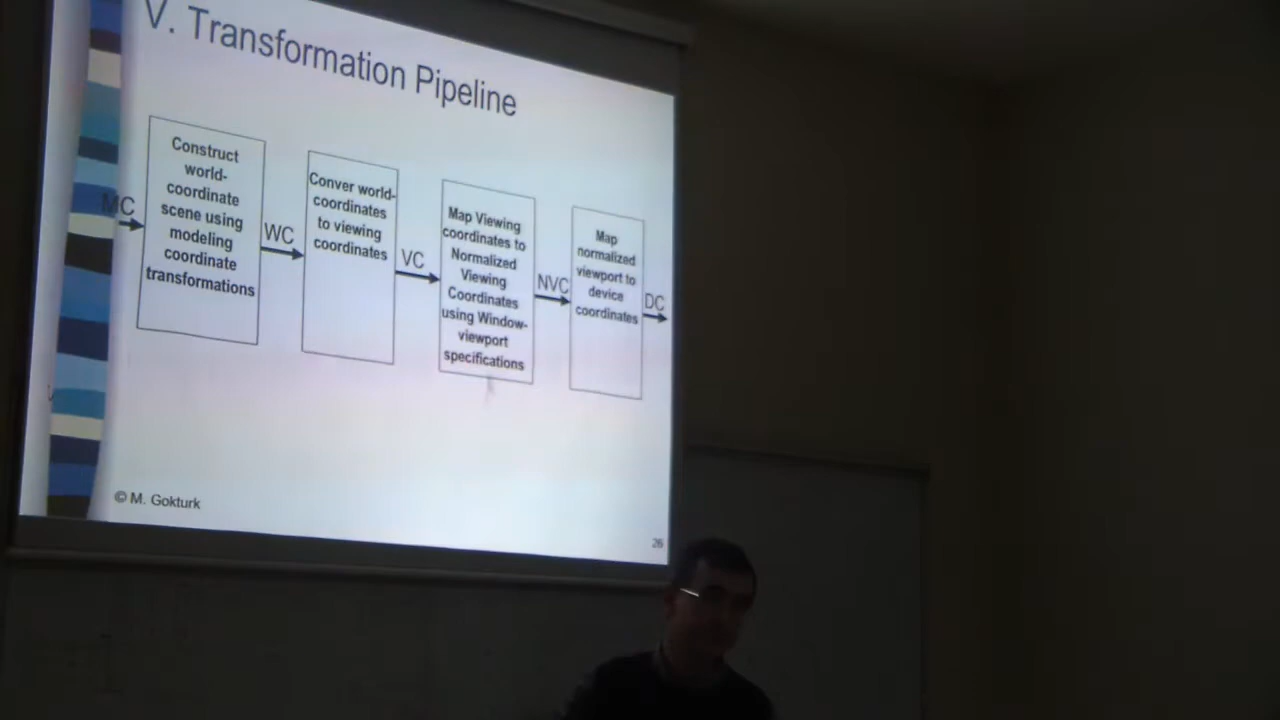 V. Transformation Pipeline
MC
Construct
world-
coordinate
scene using
modeling
coordinate
transformations
WC
Conver world-
coordinates
to viewing
coordinates
VC
Map Viewing
coordinates to
Normalized
Viewing
Coordinates
using Window-
viewport
specifications
NVC
Map
normalized
viewport to
device
coordinates
DC
© M. Gokturk
26